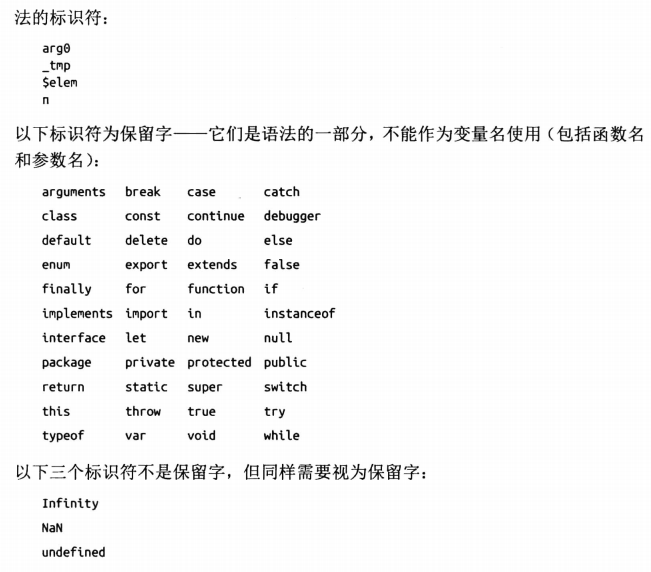 法的标识符：
arg0
_tmp
$elem
n
以下标识符为保留字——它们是语法的一部分，不能作为变量名使用（包括函数名
和参数名）：
arguments break case catch
class const continue debugger
default delete do else
enum export extends false
finally for function if
implements import in instanceof
interface let new null
package private protected public
return static super switch
this throw true try
typeof var void while
以下三个标识符不是保留字，但同样需要视为保留字：
Infinity
NaN
undefined